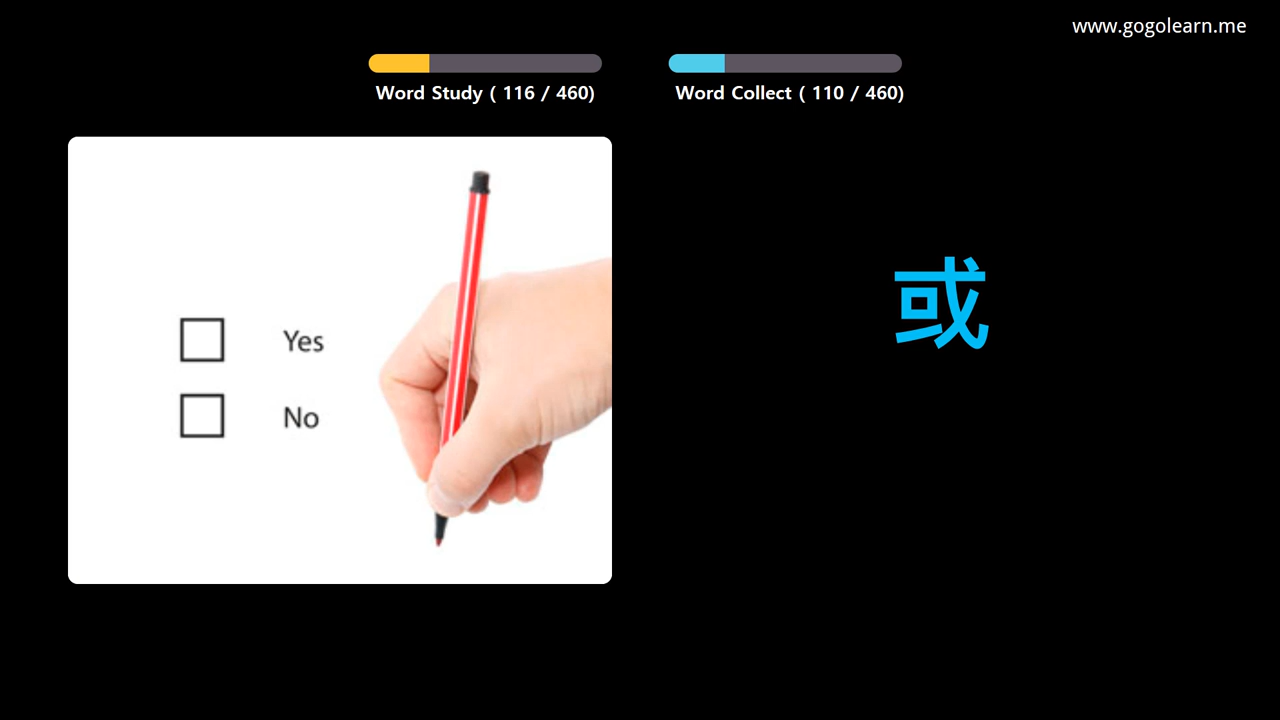 www.gogolearn.me
Word Study ( 116 / 460)
Word Collect ( 110 / 460)
Yes
No
或